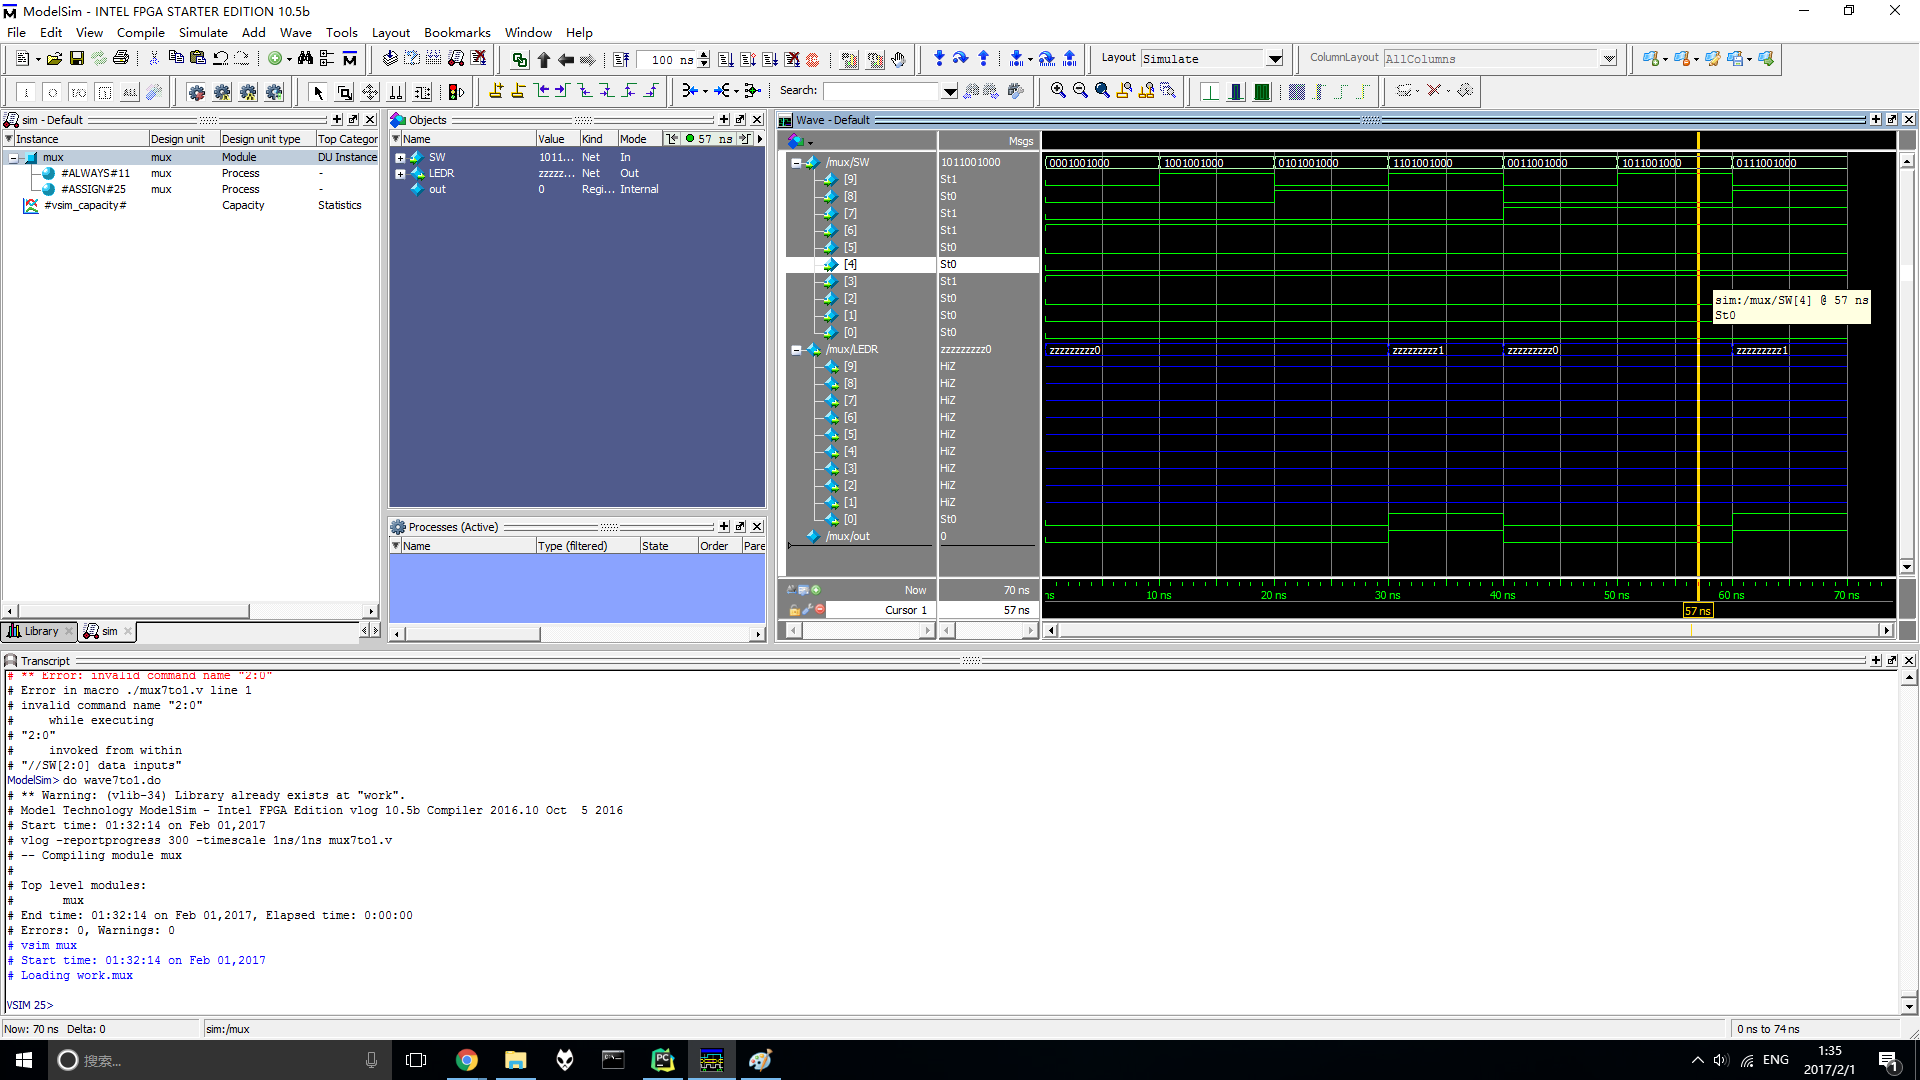 ModelSim - INTEL FPGA STARTER EDITION 10.5b
File Edit View Compile Simulate Add Wave Tools Layout Bookmarks Window Help
100 ns
Layout Simulate
ColumnLayout AllColumns
Search:
sim - Default
Instance Design unit Design unit type Top Categor
mux mux Module DU Instance
#ALWAYS#11 mux Process -
#ASSIGN#25 mux Process -
#vsim_capacity# Capacity Statistics
Library sim
Objects
Name Value Kind Mode 57 ns
SW 1011... Net In
LEDR zzzzz... Net Out
out 0 Regi... Internal
Processes (Active)
Name Type (filtered) State Order Pare
Wave - Default
Msgs
/mux/SW 1011001000 0001001000 1001001000 0101001000 1101001000 0011001000 1011001000 0111001000
[9] St1
[8] St0
[7] St1
[6] St1
[5] St0
[4] St0
[3] St1
[2] St0
[1] St0
[0] St0
sim:/mux/SW[4] @ 57 ns
St0
/mux/LEDR zzzzzzzzz0 zzzzzzzzz0 zzzzzzzzz1 zzzzzzzzz0 zzzzzzzzz1
[9] HiZ
[8] HiZ
[7] HiZ
[6] HiZ
[5] HiZ
[4] HiZ
[3] HiZ
[2] HiZ
[1] HiZ
[0] St0
/mux/out 0
Now 70 ns ns 10 ns 20 ns 30 ns 40 ns 50 ns 60 ns 70 ns
Cursor 1 57 ns 57 ns
Transcript
# ** Error: invalid command name "2:0"
# Error in macro ./mux7to1.v line 1
# invalid command name "2:0"
# while executing
# "2:0"
# invoked from within
# "//SW[2:0] data inputs"
ModelSim> do wave7to1.do
# ** Warning: (vlib-34) Library already exists at "work".
# Model Technology ModelSim - Intel FPGA Edition vlog 10.5b Compiler 2016.10 Oct 5 2016
# Start time: 01:32:14 on Feb 01,2017
# vlog -reportprogress 300 -timescale 1ns/1ns mux7to1.v
# -- Compiling module mux
#
# Top level modules:
# mux
# End time: 01:32:14 on Feb 01,2017, Elapsed time: 0:00:00
# Errors: 0, Warnings: 0
# vsim mux
# Start time: 01:32:14 on Feb 01,2017
# Loading work.mux
VSIM 25>
Now: 70 ns Delta: 0 sim:/mux 0 ns to 74 ns
搜索...
ENG
1:35
2017/2/1
1